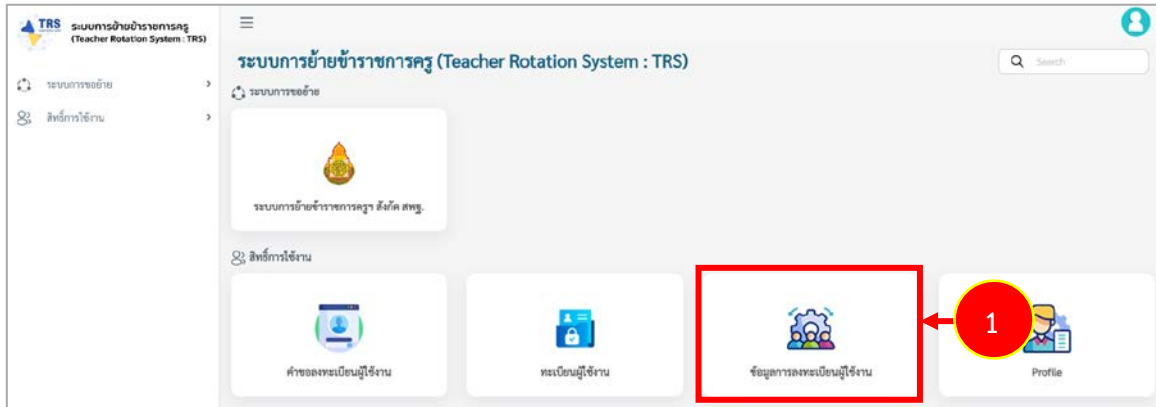 TRS ระบบการย้ายข้าราชการครู
(Teacher Rotation System : TRS)
ระบบการขอย้าย
สิทธิ์การใช้งาน
ระบบการย้ายข้าราชการครู (Teacher Rotation System : TRS)
Search
ระบบการขอย้าย
ระบบการย้ายข้าราชการครูฯ สังกัด สพฐ.
สิทธิ์การใช้งาน
1
คำขอลงทะเบียนผู้ใช้งาน
ทะเบียนผู้ใช้งาน
ข้อมูลการลงทะเบียนผู้ใช้งาน
Profile